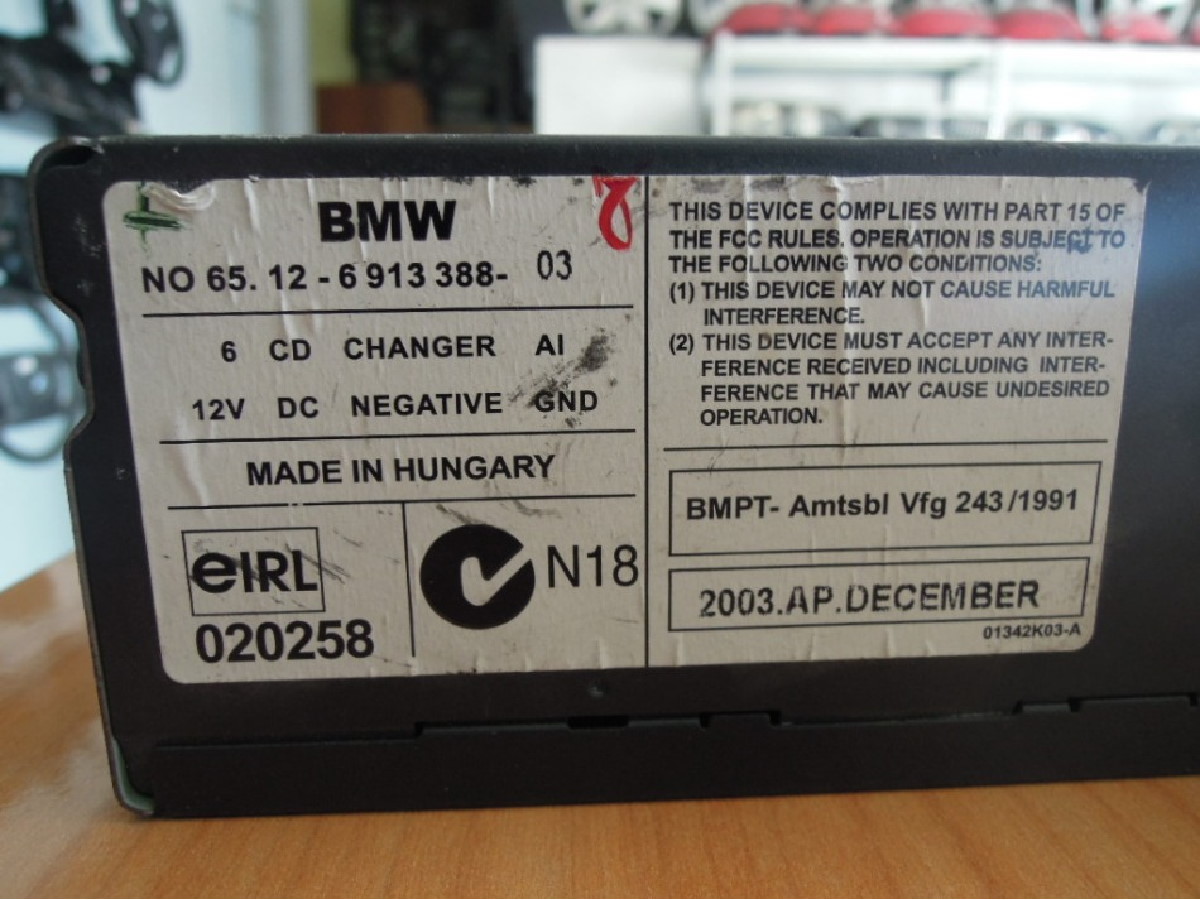 BMW
NO 65. 12 - 6 913 388- 03
6 CD CHANGER AI
12V DC NEGATIVE GND
MADE IN HUNGARY
eIRL
020258
N18
THIS DEVICE COMPLIES WITH PART 15 OF
THE FCC RULES. OPERATION IS SUBJECT TO
THE FOLLOWING TWO CONDITIONS:
(1) THIS DEVICE MAY NOT CAUSE HARMFUL
INTERFERENCE.
(2) THIS DEVICE MUST ACCEPT ANY INTER-
FERENCE RECEIVED INCLUDING INTER-
FERENCE THAT MAY CAUSE UNDESIRED
OPERATION.
BMPT- Amtsbl Vfg 243/1991
2003.AP.DECEMBER
01342K03-A